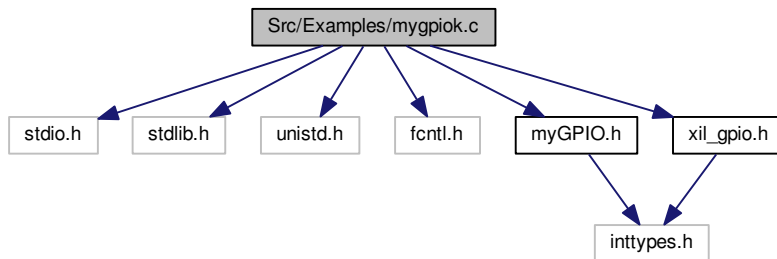 Src/Examples/mygpiok.c
stdio.h
stdlib.h
unistd.h
fcntl.h
myGPIO.h
xil_gpio.h
inttypes.h